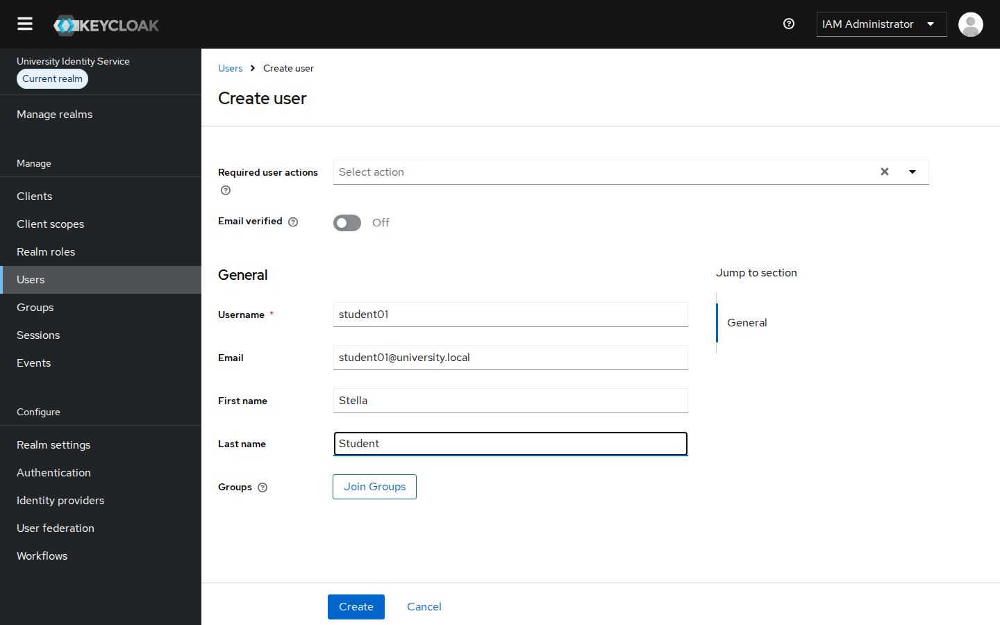 KEYCLOAK
IAM Administrator
University Identity Service
Current realm
Manage realms
Manage
Clients
Client scopes
Realm roles
Users
Groups
Sessions
Events
Configure
Realm settings
Authentication
Identity providers
User federation
Workflows
Users > Create user
Create user
Required user actions
Select action
Email verified
Off
General
Username *
student01
Email
student01@university.local
First name
Stella
Last name
Student
Groups
Join Groups
Jump to section
General
Create
Cancel